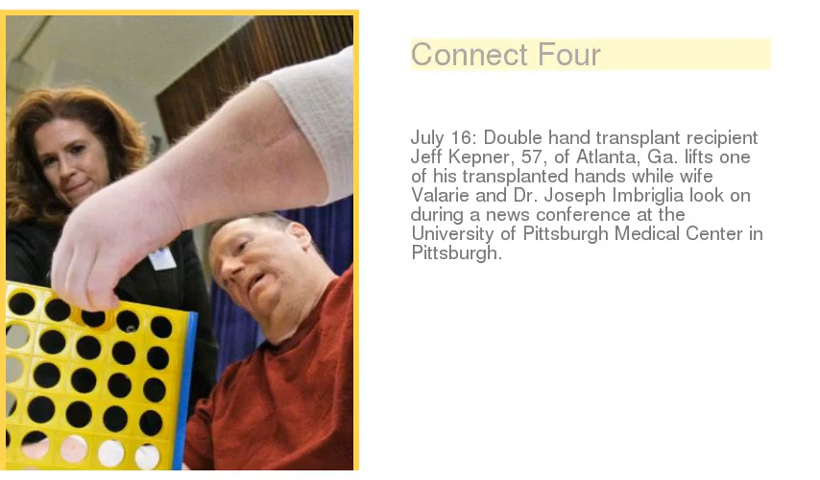 Connect Four
July 16: Double hand transplant recipient
Jeff Kepner, 57, of Atlanta, Ga. lifts one
of his transplanted hands while wife
Valarie and Dr. Joseph Imbriglia look on
during a news conference at the
University of Pittsburgh Medical Center in
Pittsburgh.